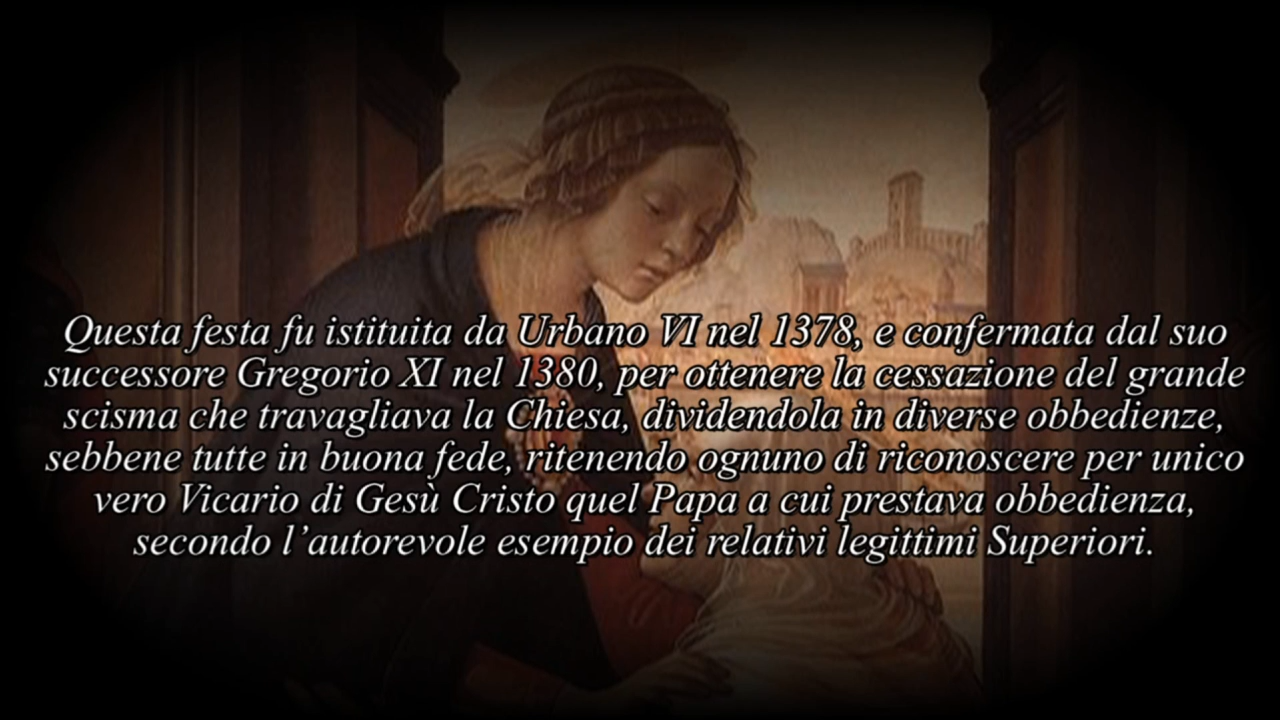 Questa festa fu istituita da Urbano VI nel 1378, e confermata dal suo
successore Gregorio XI nel 1380, per ottenere la cessazione del grande
scisma che travagliava la Chiesa, dividendola in diverse obbedienze,
sebbene tutte in buona fede, ritenendo ognuno di riconoscere per unico
vero Vicario di Gesù Cristo quel Papa a cui prestava obbedienza,
secondo l’autorevole esempio dei relativi legittimi Superiori.